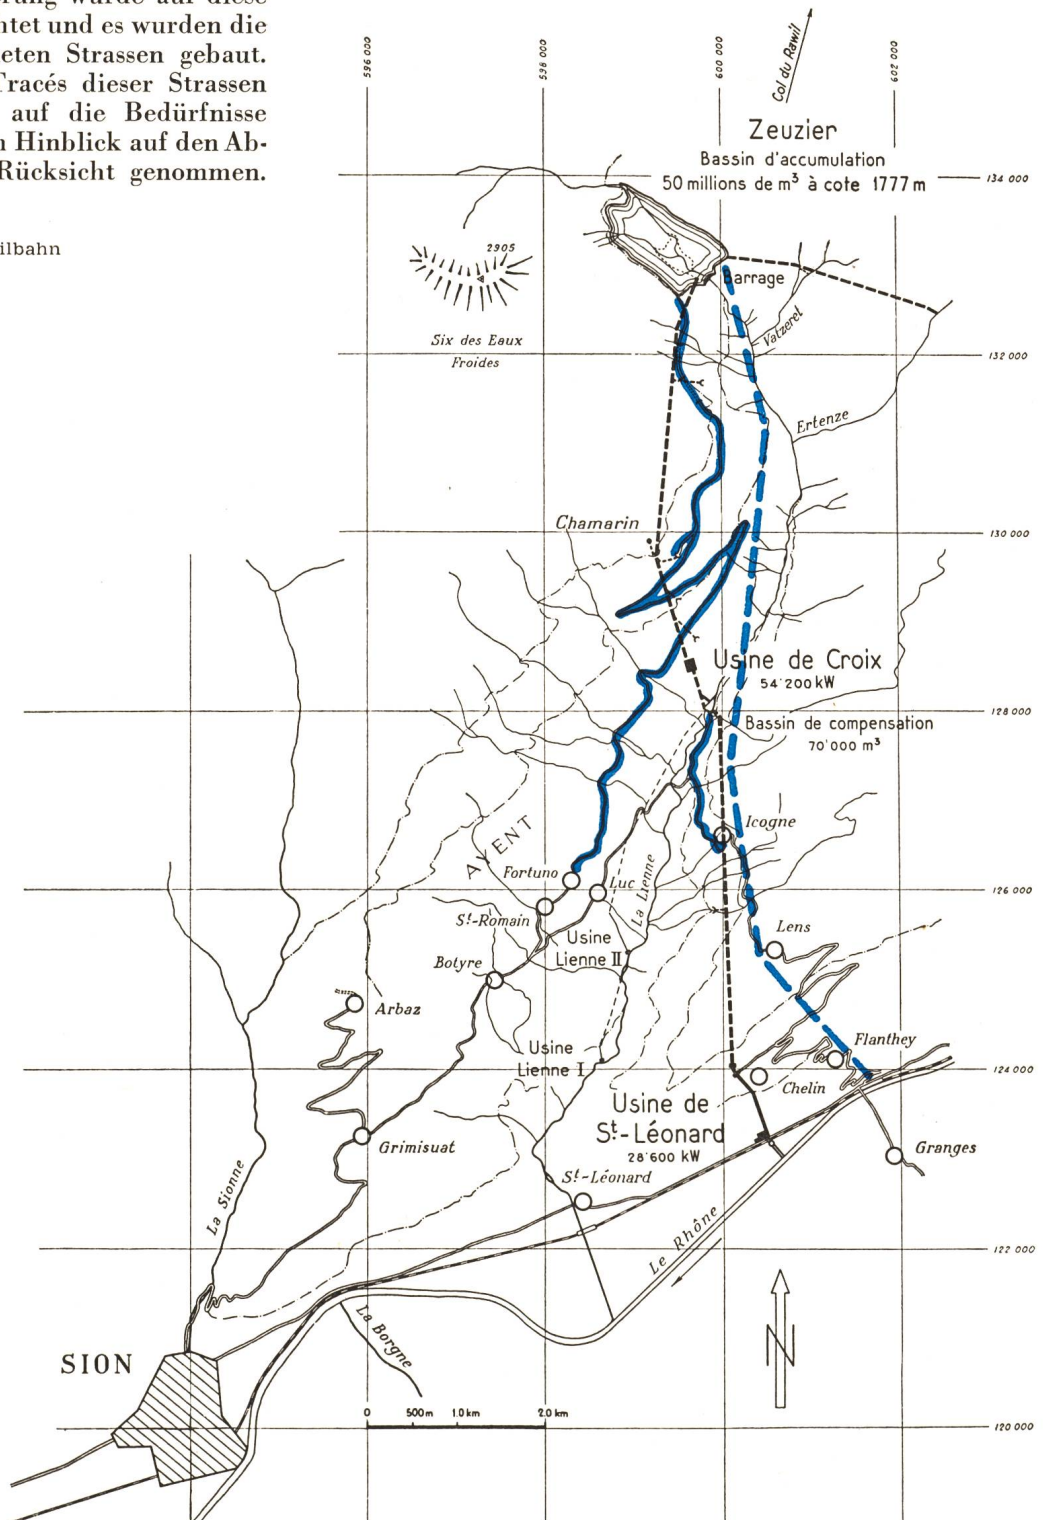 rung wurde auf diese
ntet und es wurden die
eten Strassen gebaut.
Tracés dieser Strassen
auf die Bedürfnisse
Hinblick auf den Ab-
Rücksicht genommen.
ilbahn
596 000
598 000
600 000
602 000
Col du Rawil
Zeuzier
Bassin d'accumulation
50 millions de m³ à cote 1777 m
134 000
2905
Barrage
Vatzerel
Six des Eaux
Froides
132 000
Ertenze
Chamarin
130 000
Usine de Croix
54'200 kW
128 000
Bassin de compensation
70'000 m³
Icogne
AYENT
Fortuno
Luc
La Lienne
126 000
St-Romain
Usine
Lienne II
Lens
Botyre
Arbaz
Flanthey
Usine
Lienne I
124 000
Chelin
Usine de
St-Léonard
28'600 kW
Grimisuat
Granges
St-Léonard
La Sionne
Le Rhône
122 000
La Borgne
N
SION
0 500m 1.0 km 2.0 km
120 000